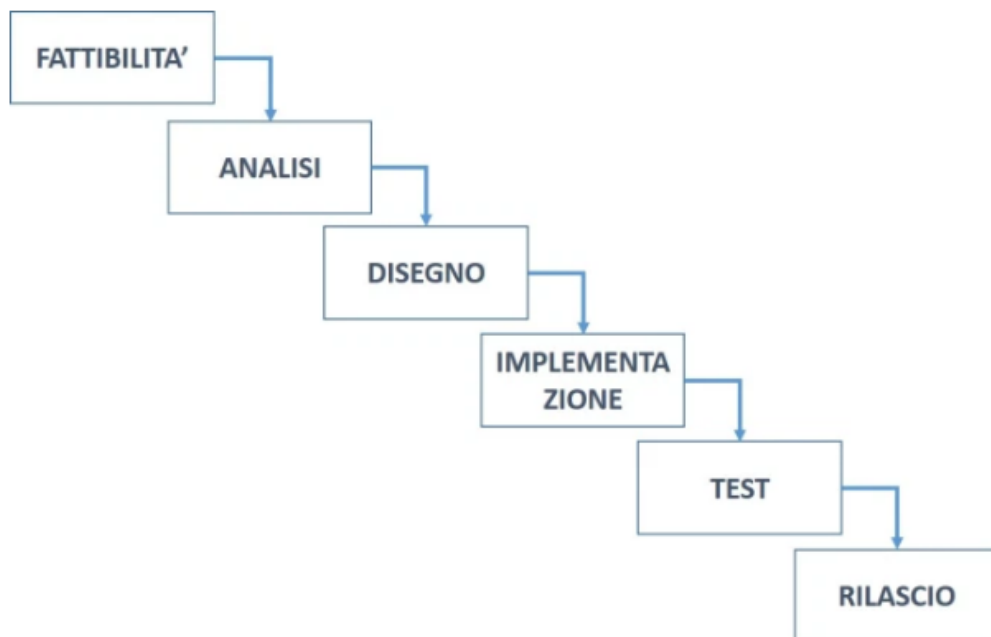 FATTIBILITA’
ANALISI
DISEGNO
IMPLEMENTA
ZIONE
TEST
RILASCIO